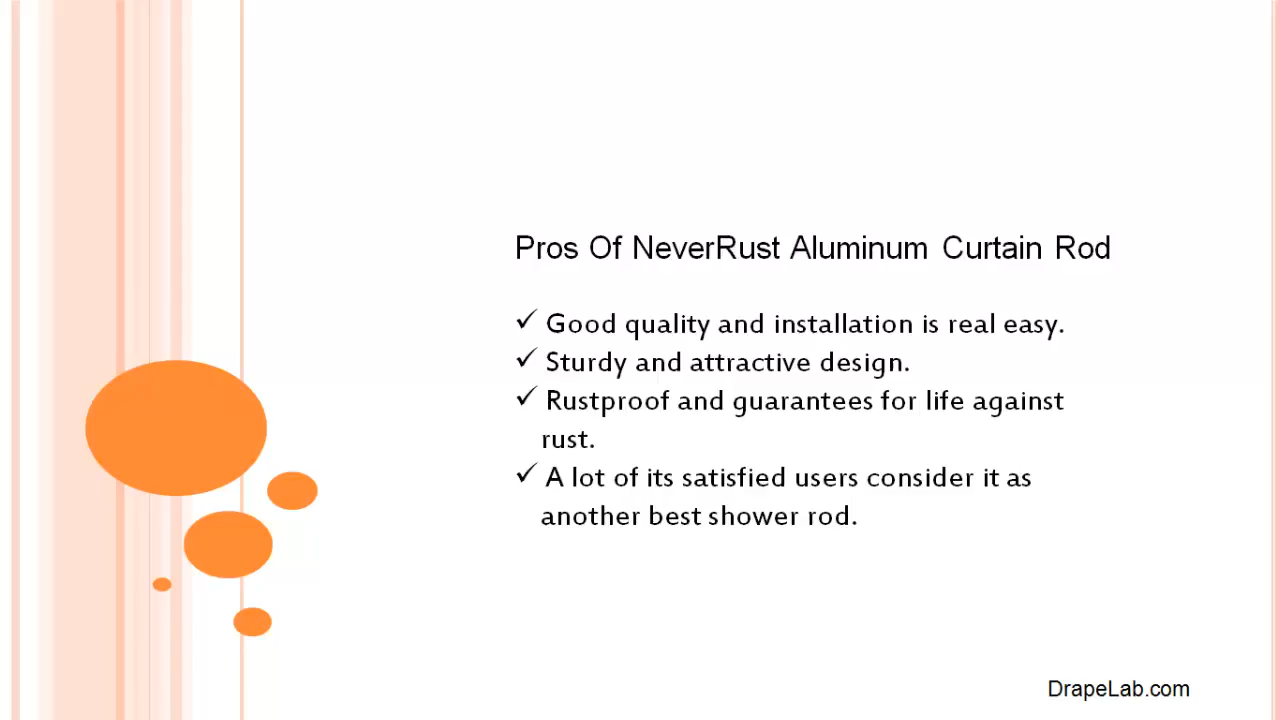 Pros Of NeverRust Aluminum Curtain Rod
✓ Good quality and installation is real easy.
✓ Sturdy and attractive design.
✓ Rustproof and guarantees for life against
rust.
✓ A lot of its satisfied users consider it as
another best shower rod.
DrapeLab.com